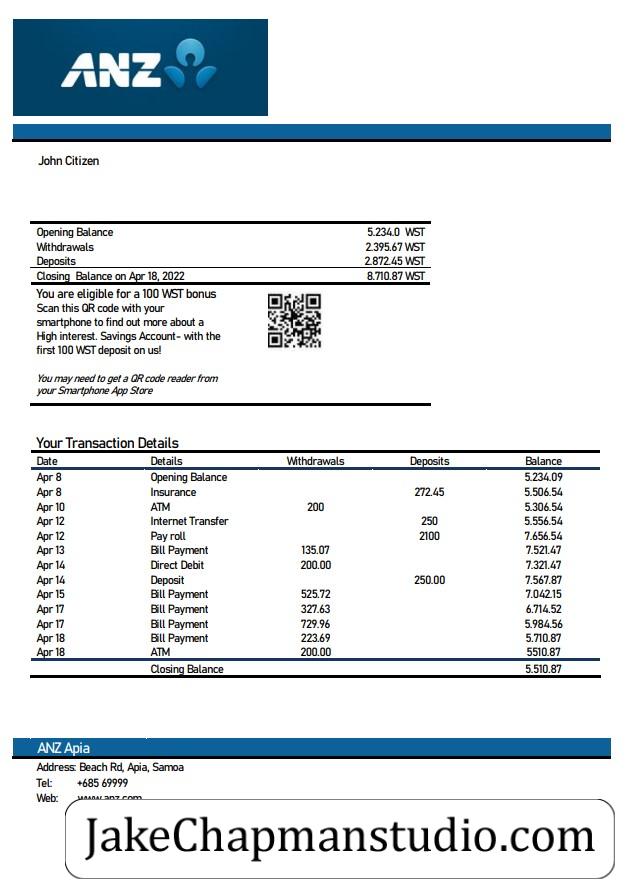 ANZ
John Citizen
Opening Balance 5.234.0 WST
Withdrawals 2.395.67 WST
Deposits 2.872.45 WST
Closing Balance on Apr 18, 2022 8.710.87 WST
You are eligible for a 100 WST bonus
Scan this QR code with your
smartphone to find out more about a
High interest. Savings Account- with the
first 100 WST deposit on us!
You may need to get a QR code reader from
your Smartphone App Store
Your Transaction Details
Date Details Withdrawals Deposits Balance
Apr 8 Opening Balance 5.234.09
Apr 8 Insurance 272.45 5.506.54
Apr 10 ATM 200 5.306.54
Apr 12 Internet Transfer 250 5.556.54
Apr 12 Pay roll 2100 7.656.54
Apr 13 Bill Payment 135.07 7.521.47
Apr 14 Direct Debit 200.00 7.321.47
Apr 14 Deposit 250.00 7.567.87
Apr 15 Bill Payment 525.72 7.042.15
Apr 17 Bill Payment 327.63 6.714.52
Apr 17 Bill Payment 729.96 5.984.56
Apr 18 Bill Payment 223.69 5.710.87
Apr 18 ATM 200.00 5510.87
Closing Balance 5.510.87
ANZ Apia
Address: Beach Rd, Apia, Samoa
Tel: +685 69999
Web: www.anz.com
JakeChapmanstudio.com